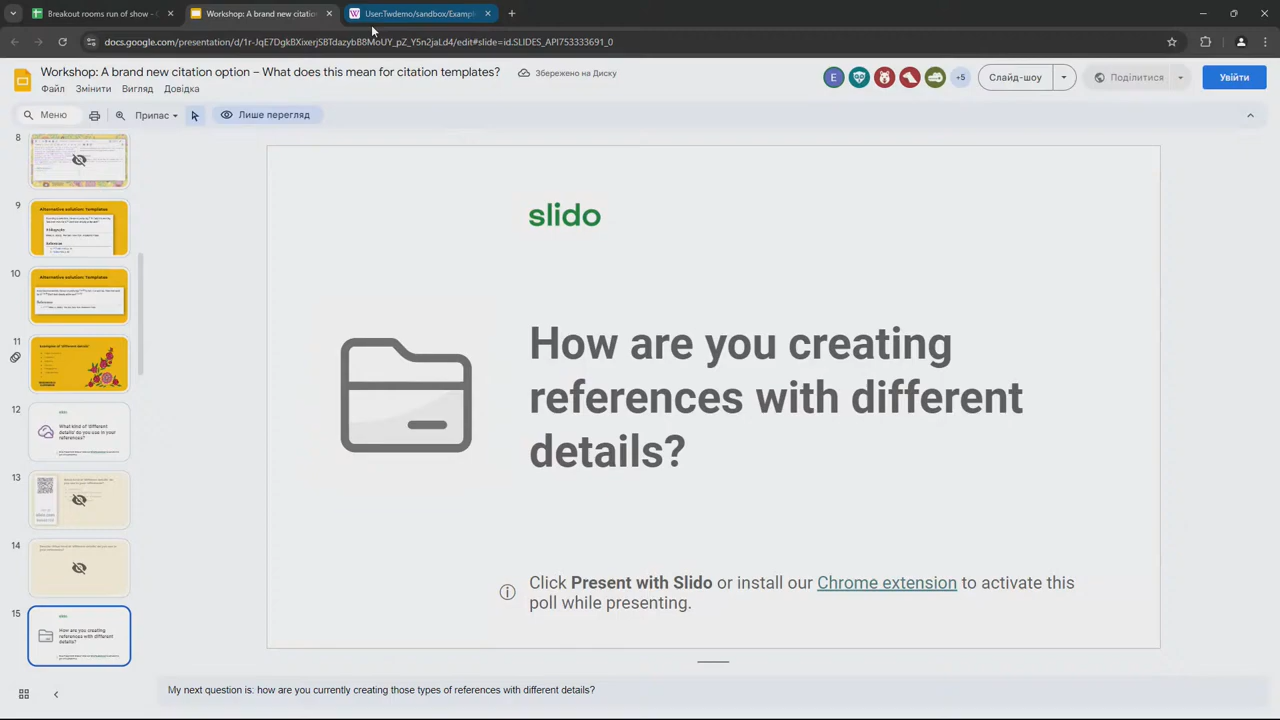 Breakout rooms run of show -
Workshop: A brand new citation
User:Twdemo/sandbox/Exampl
docs.google.com/presentation/d/1r-JqE7DgkBXixerjSBTdazybB8MoUY_pZ_Y5n2jaLd4/edit#slide=id.SLIDES_API753333691_0
Workshop: A brand new citation option – What does this mean for citation templates?
Збережено на Диску
+5
Слайд-шоу
Поділитися
Увійти
Файл Змінити Вигляд Довідка
Меню
Припас
Лише перегляд
8
9
Alternative solution: Templates
10
Alternative solution: Templates
11
Examples of 'different details'
12
slido
What kind of 'different details' do you use in your references?
13
14
15
slido
How are you creating references with different details?
slido
How are you creating
references with different
details?
Click Present with Slido or install our Chrome extension to activate this
poll while presenting.
My next question is: how are you currently creating those types of references with different details?